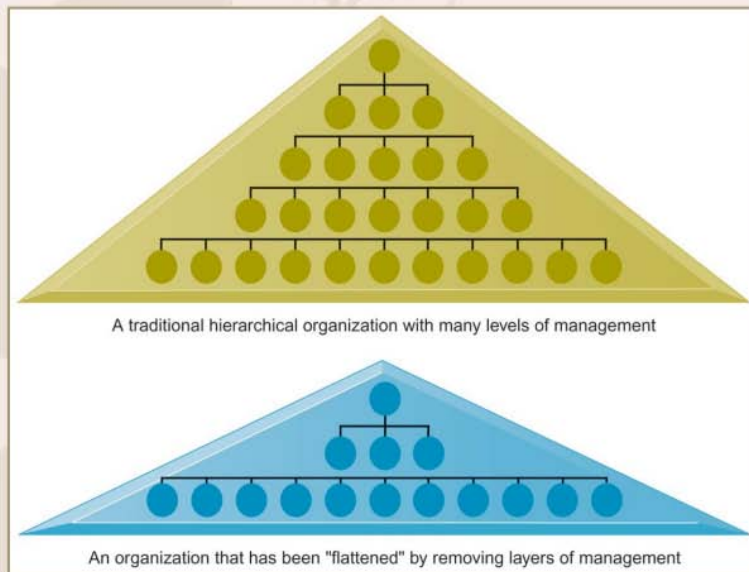 A traditional hierarchical organization with many levels of management
An organization that has been "flattened" by removing layers of management